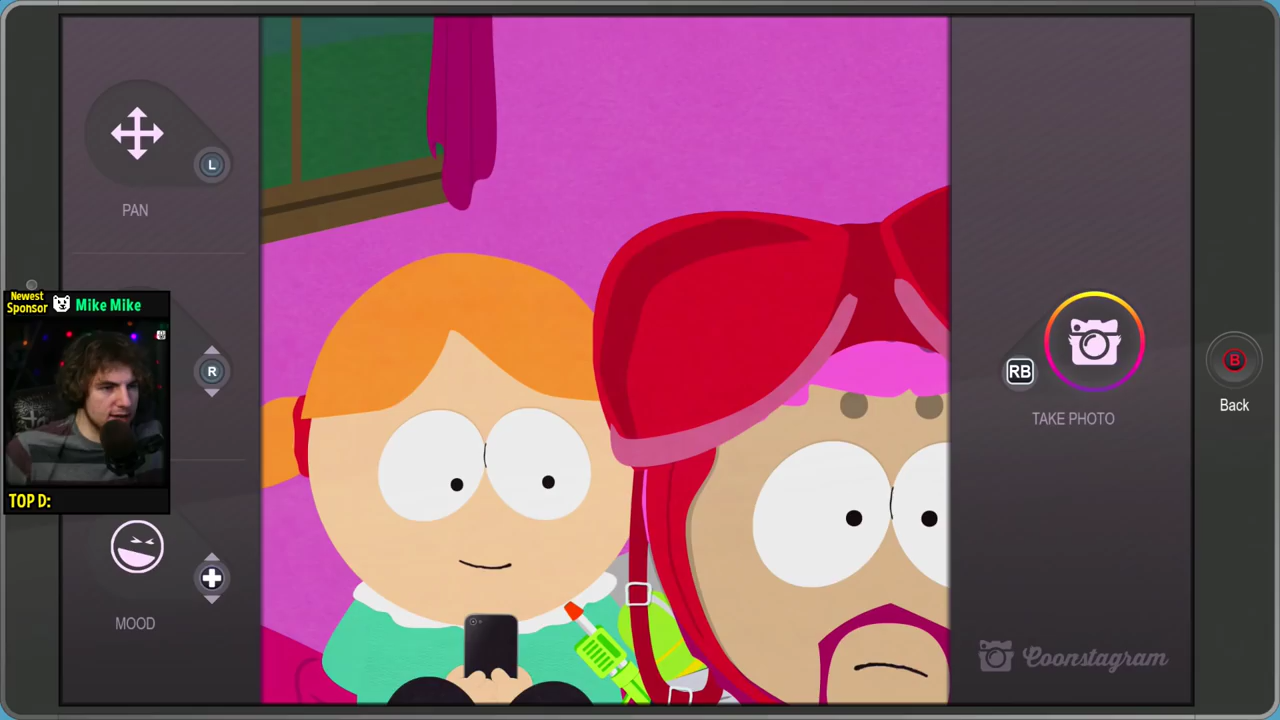 L
PAN
Newest
Sponsor
Mike Mike
R
TOP D:
MOOD
RB
TAKE PHOTO
B
Back
Coonstagram